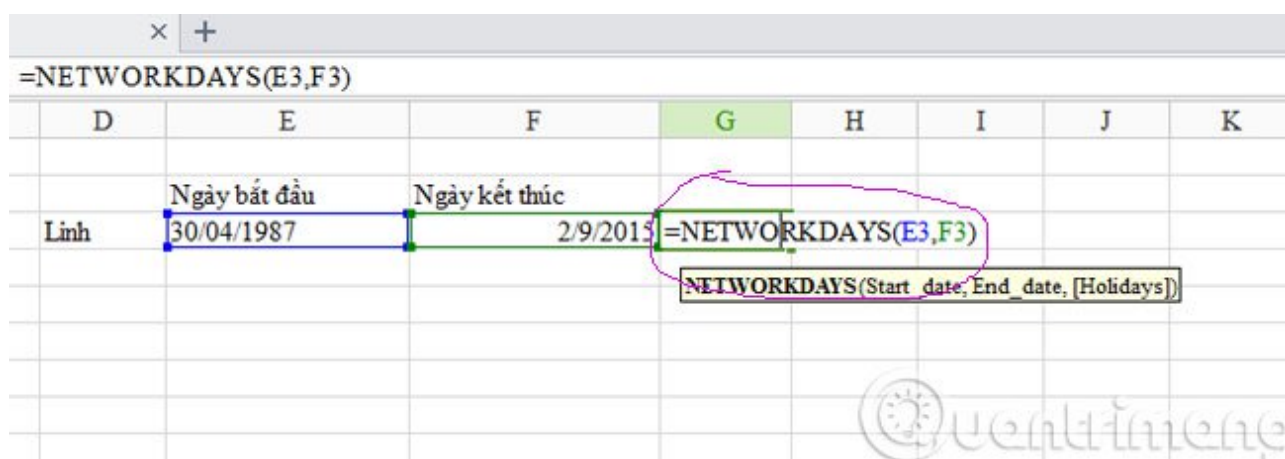 × +
=NETWORKDAYS(E3,F3)
D E F G H I J K
Ngày bắt đầu Ngày kết thúc
Linh 30/04/1987 2/9/2015 =NETWORKDAYS(E3,F3)
NETWORKDAYS(Start_date, End_date, [Holidays])
Quantrimang